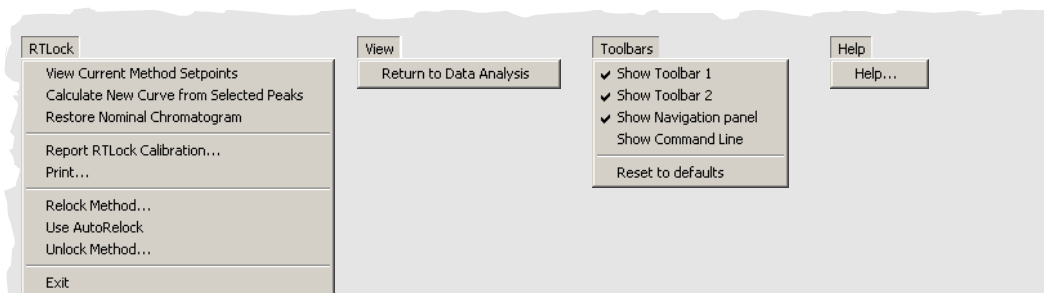 RTLock
View Current Method Setpoints
Calculate New Curve from Selected Peaks
Restore Nominal Chromatogram
Report RTLock Calibration...
Print...
Relock Method...
Use AutoRelock
Unlock Method...
Exit
View
Return to Data Analysis
Toolbars
Show Toolbar 1
Show Toolbar 2
Show Navigation panel
Show Command Line
Reset to defaults
Help
Help...